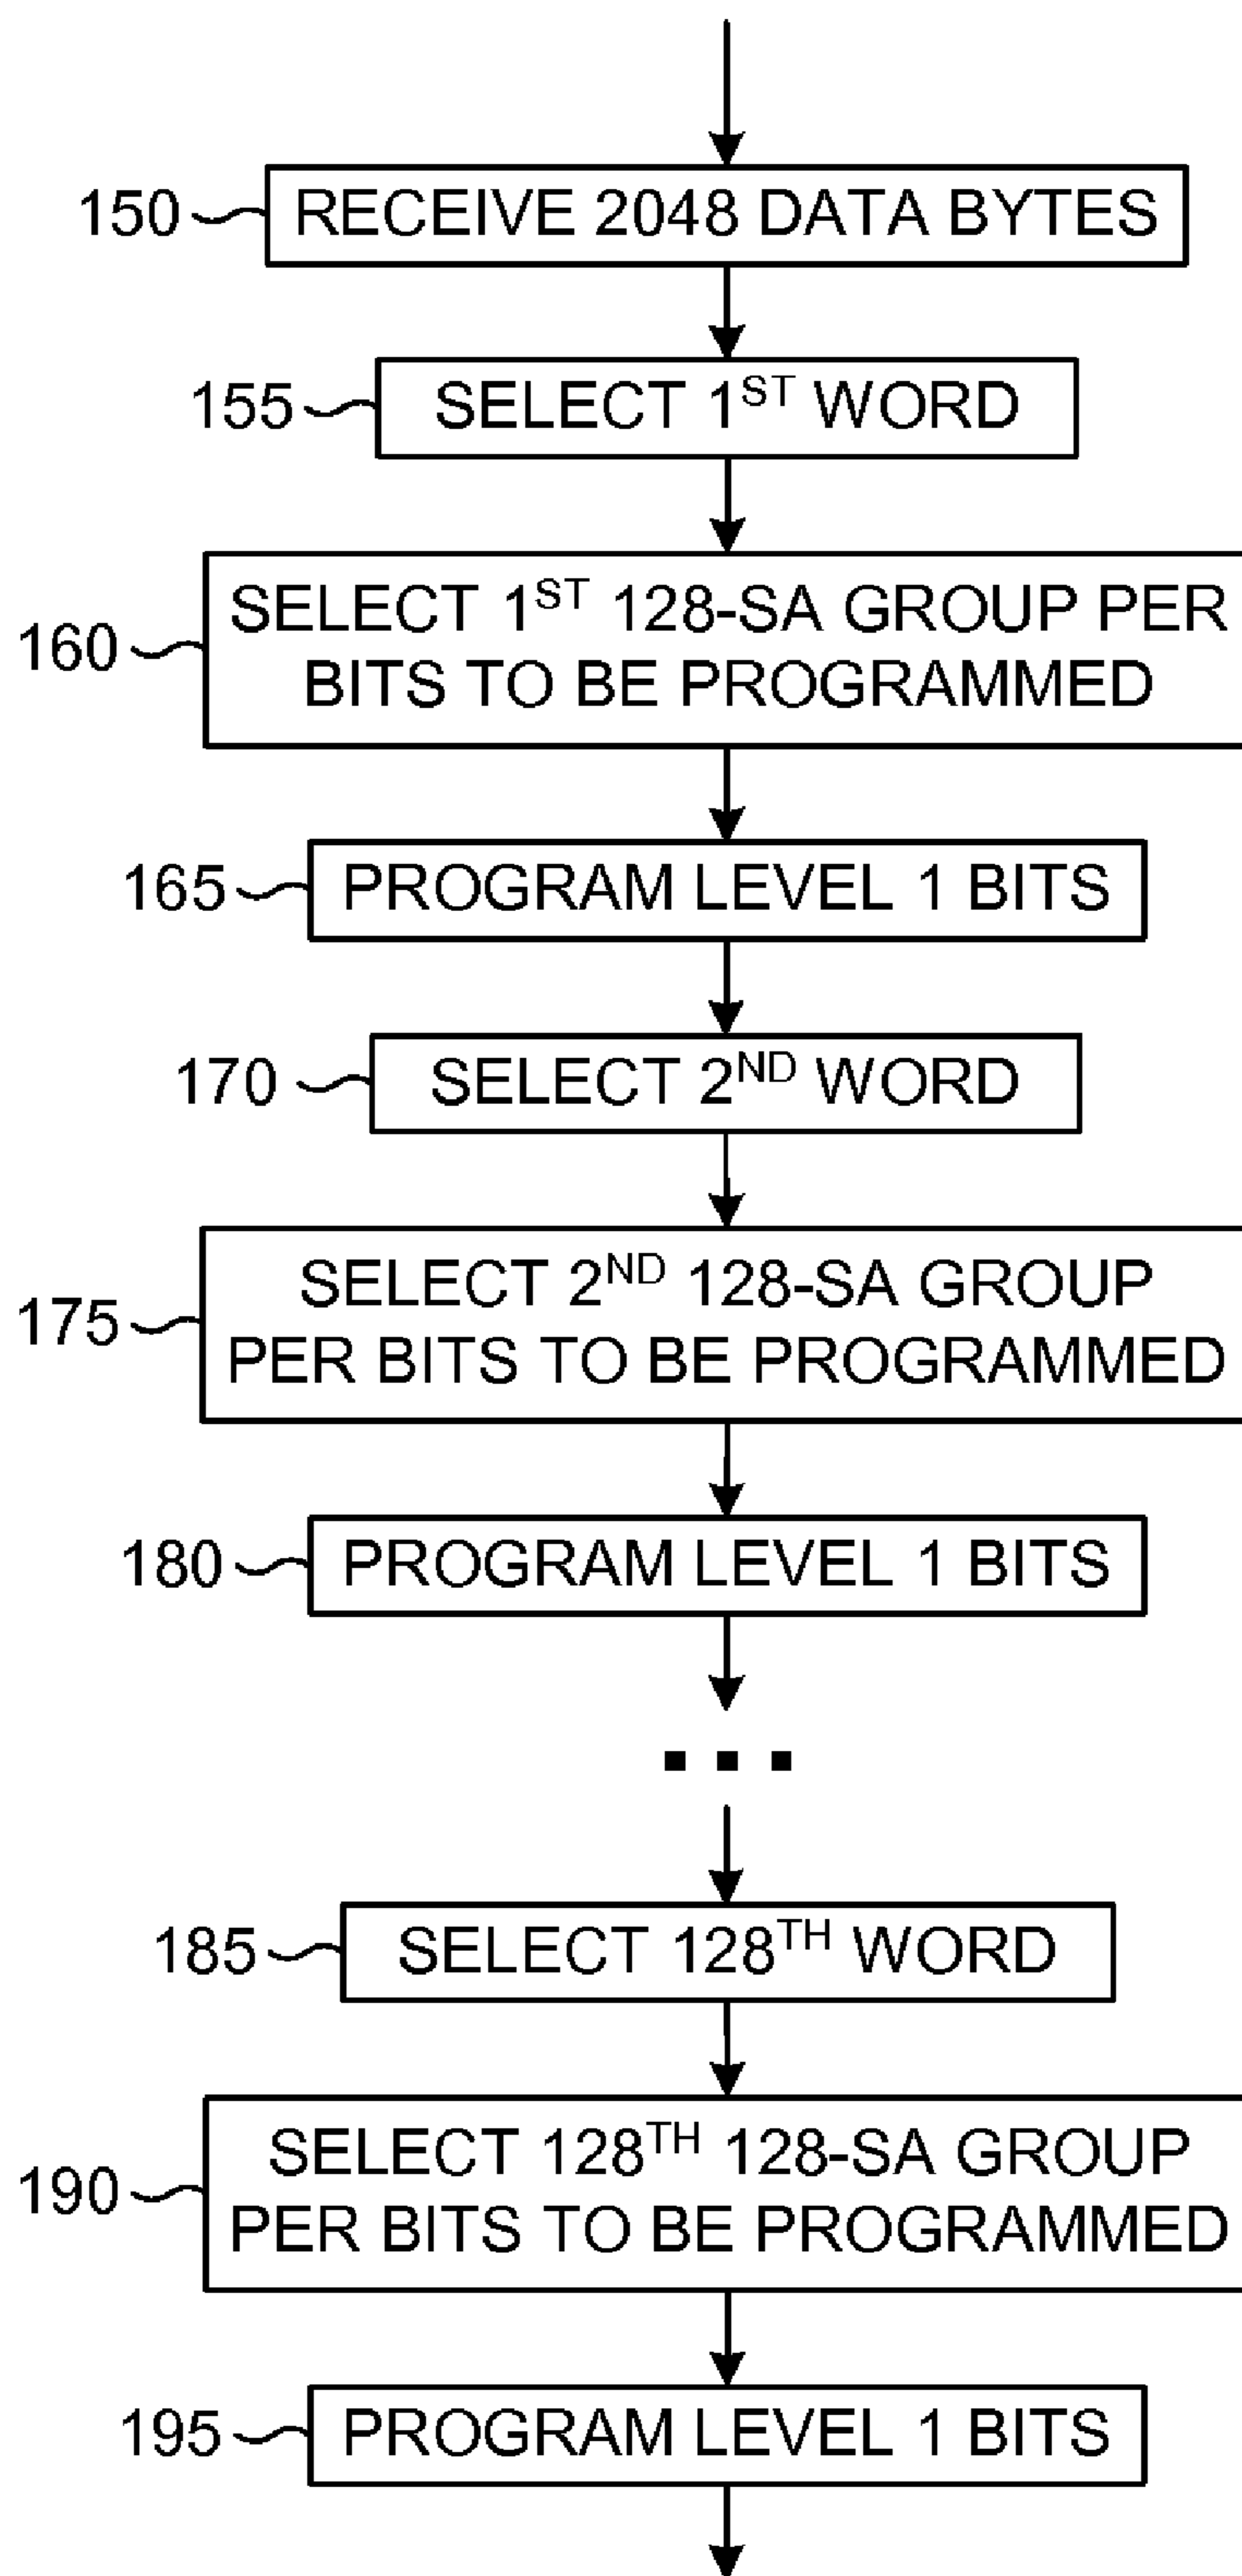 150 RECEIVE 2048 DATA BYTES
155 SELECT 1ST WORD
160 SELECT 1ST 128-SA GROUP PER
BITS TO BE PROGRAMMED
165 PROGRAM LEVEL 1 BITS
170 SELECT 2ND WORD
175 SELECT 2ND 128-SA GROUP
PER BITS TO BE PROGRAMMED
180 PROGRAM LEVEL 1 BITS
...
185 SELECT 128TH WORD
190 SELECT 128TH 128-SA GROUP
PER BITS TO BE PROGRAMMED
195 PROGRAM LEVEL 1 BITS